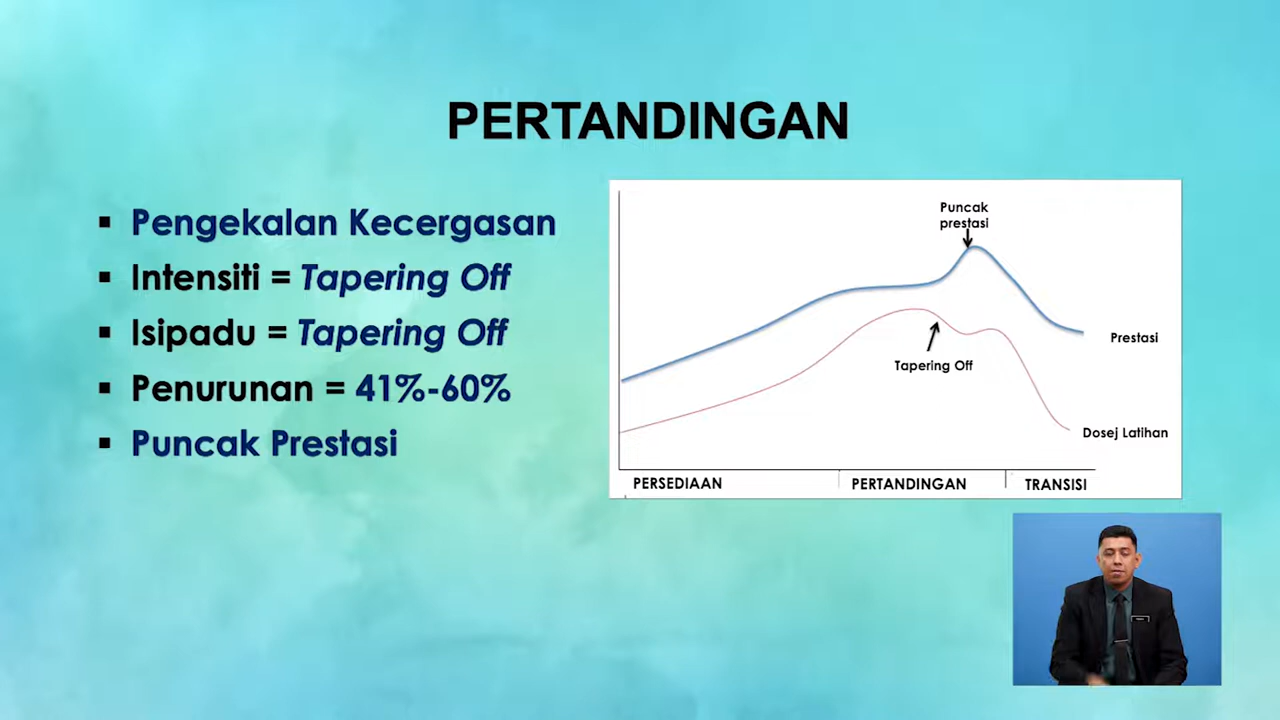 PERTANDINGAN
▪ Pengekalan Kecergasan
▪ Intensiti = Tapering Off
▪ Isipadu = Tapering Off
▪ Penurunan = 41%-60%
▪ Puncak Prestasi
Puncak
prestasi
Prestasi
Tapering Off
Dosej Latihan
PERSEDIAAN
PERTANDINGAN
TRANSISI